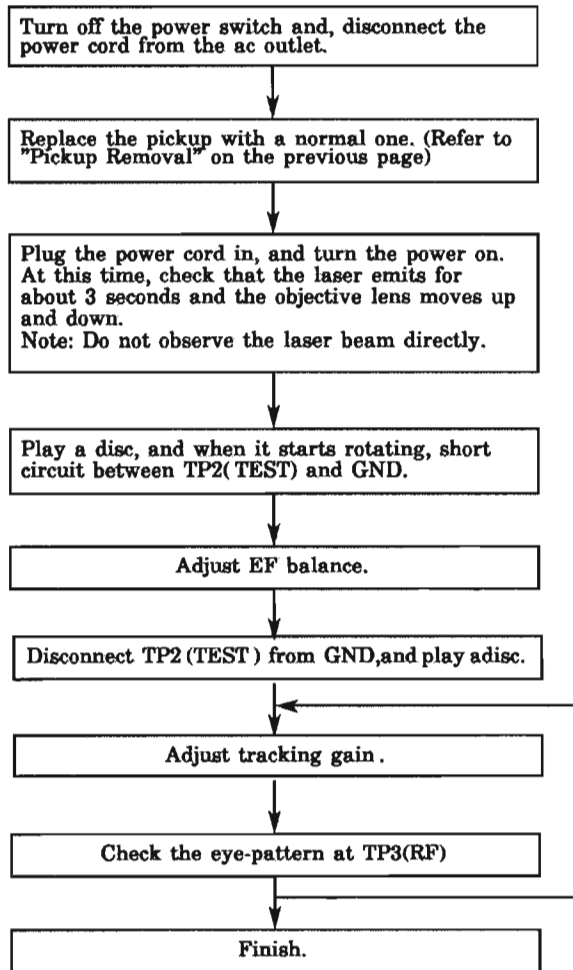 Turn off the power switch and, disconnect the
power cord from the ac outlet.
Replace the pickup with a normal one. (Refer to
"Pickup Removal" on the previous page)
Plug the power cord in, and turn the power on.
At this time, check that the laser emits for
about 3 seconds and the objective lens moves up
and down.
Note: Do not observe the laser beam directly.
Play a disc, and when it starts rotating, short
circuit between TP2( TEST) and GND.
Adjust EF balance.
Disconnect TP2 (TEST ) from GND,and play adisc.
Adjust tracking gain .
Check the eye-pattern at TP3(RF)
Finish.